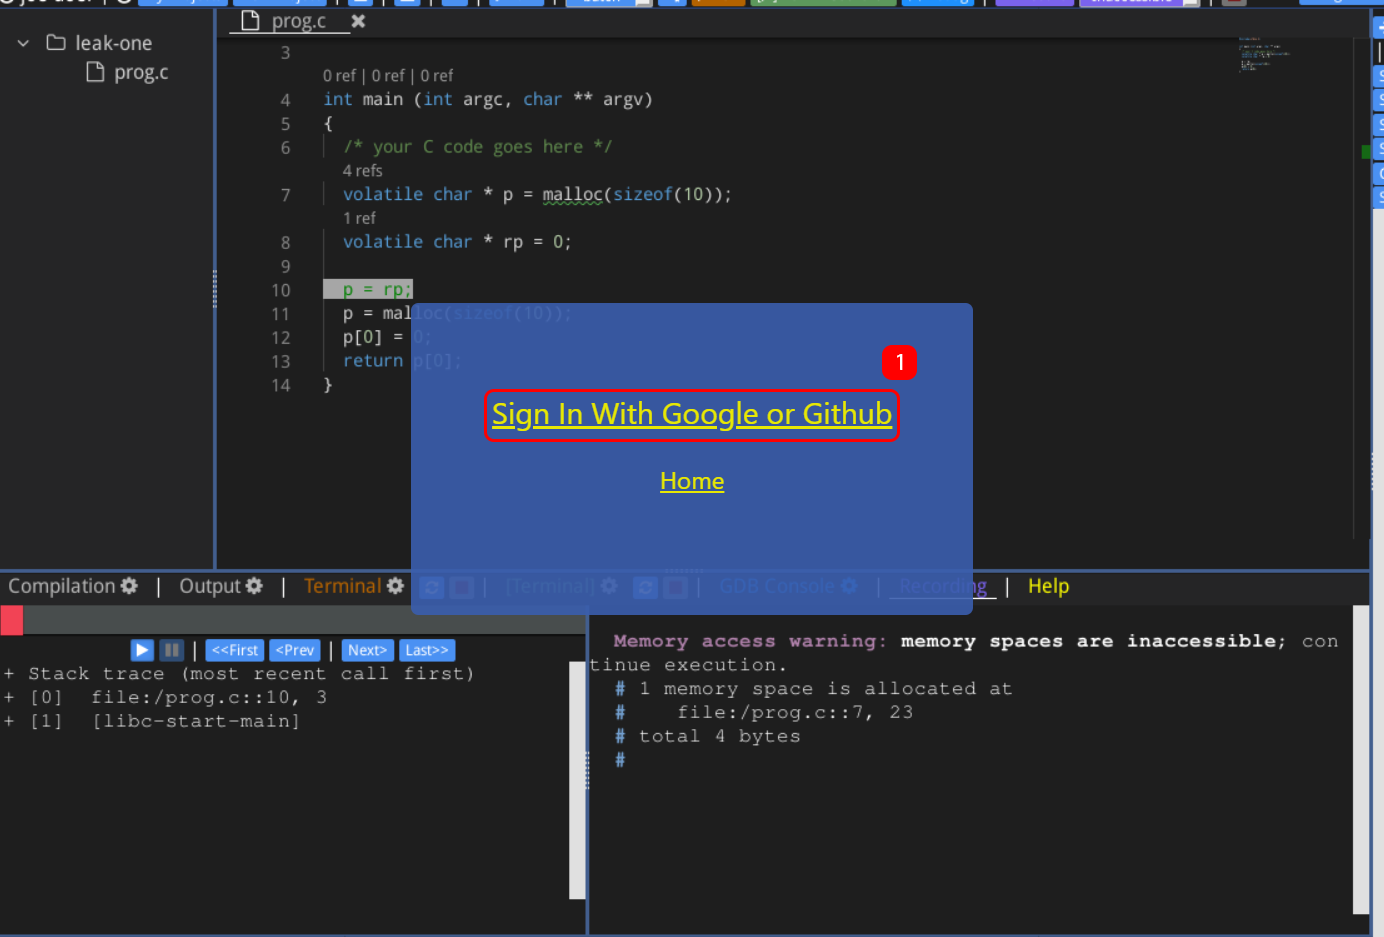 prog.c ✖
leak-one
prog.c
3
0 ref | 0 ref | 0 ref
4 int main (int argc, char ** argv)
5 {
6 /* your C code goes here */
4 refs
7 volatile char * p = malloc(sizeof(10));
1 ref
8 volatile char * rp = 0;
9
10 p = rp;
11 p = malloc(sizeof(10));
12 p[0] = 0;
13 return p[0];
14 }
1
Sign In With Google or Github
Home
Compilation | Output | Terminal | [Terminal] | GDB Console | Recording | Help
| <<First <Prev | Next> Last>>
+ Stack trace (most recent call first)
+ [0] file:/prog.c::10, 3
+ [1] [libc-start-main]
Memory access warning: memory spaces are inaccessible; con
tinue execution.
# 1 memory space is allocated at
# file:/prog.c::7, 23
# total 4 bytes
#